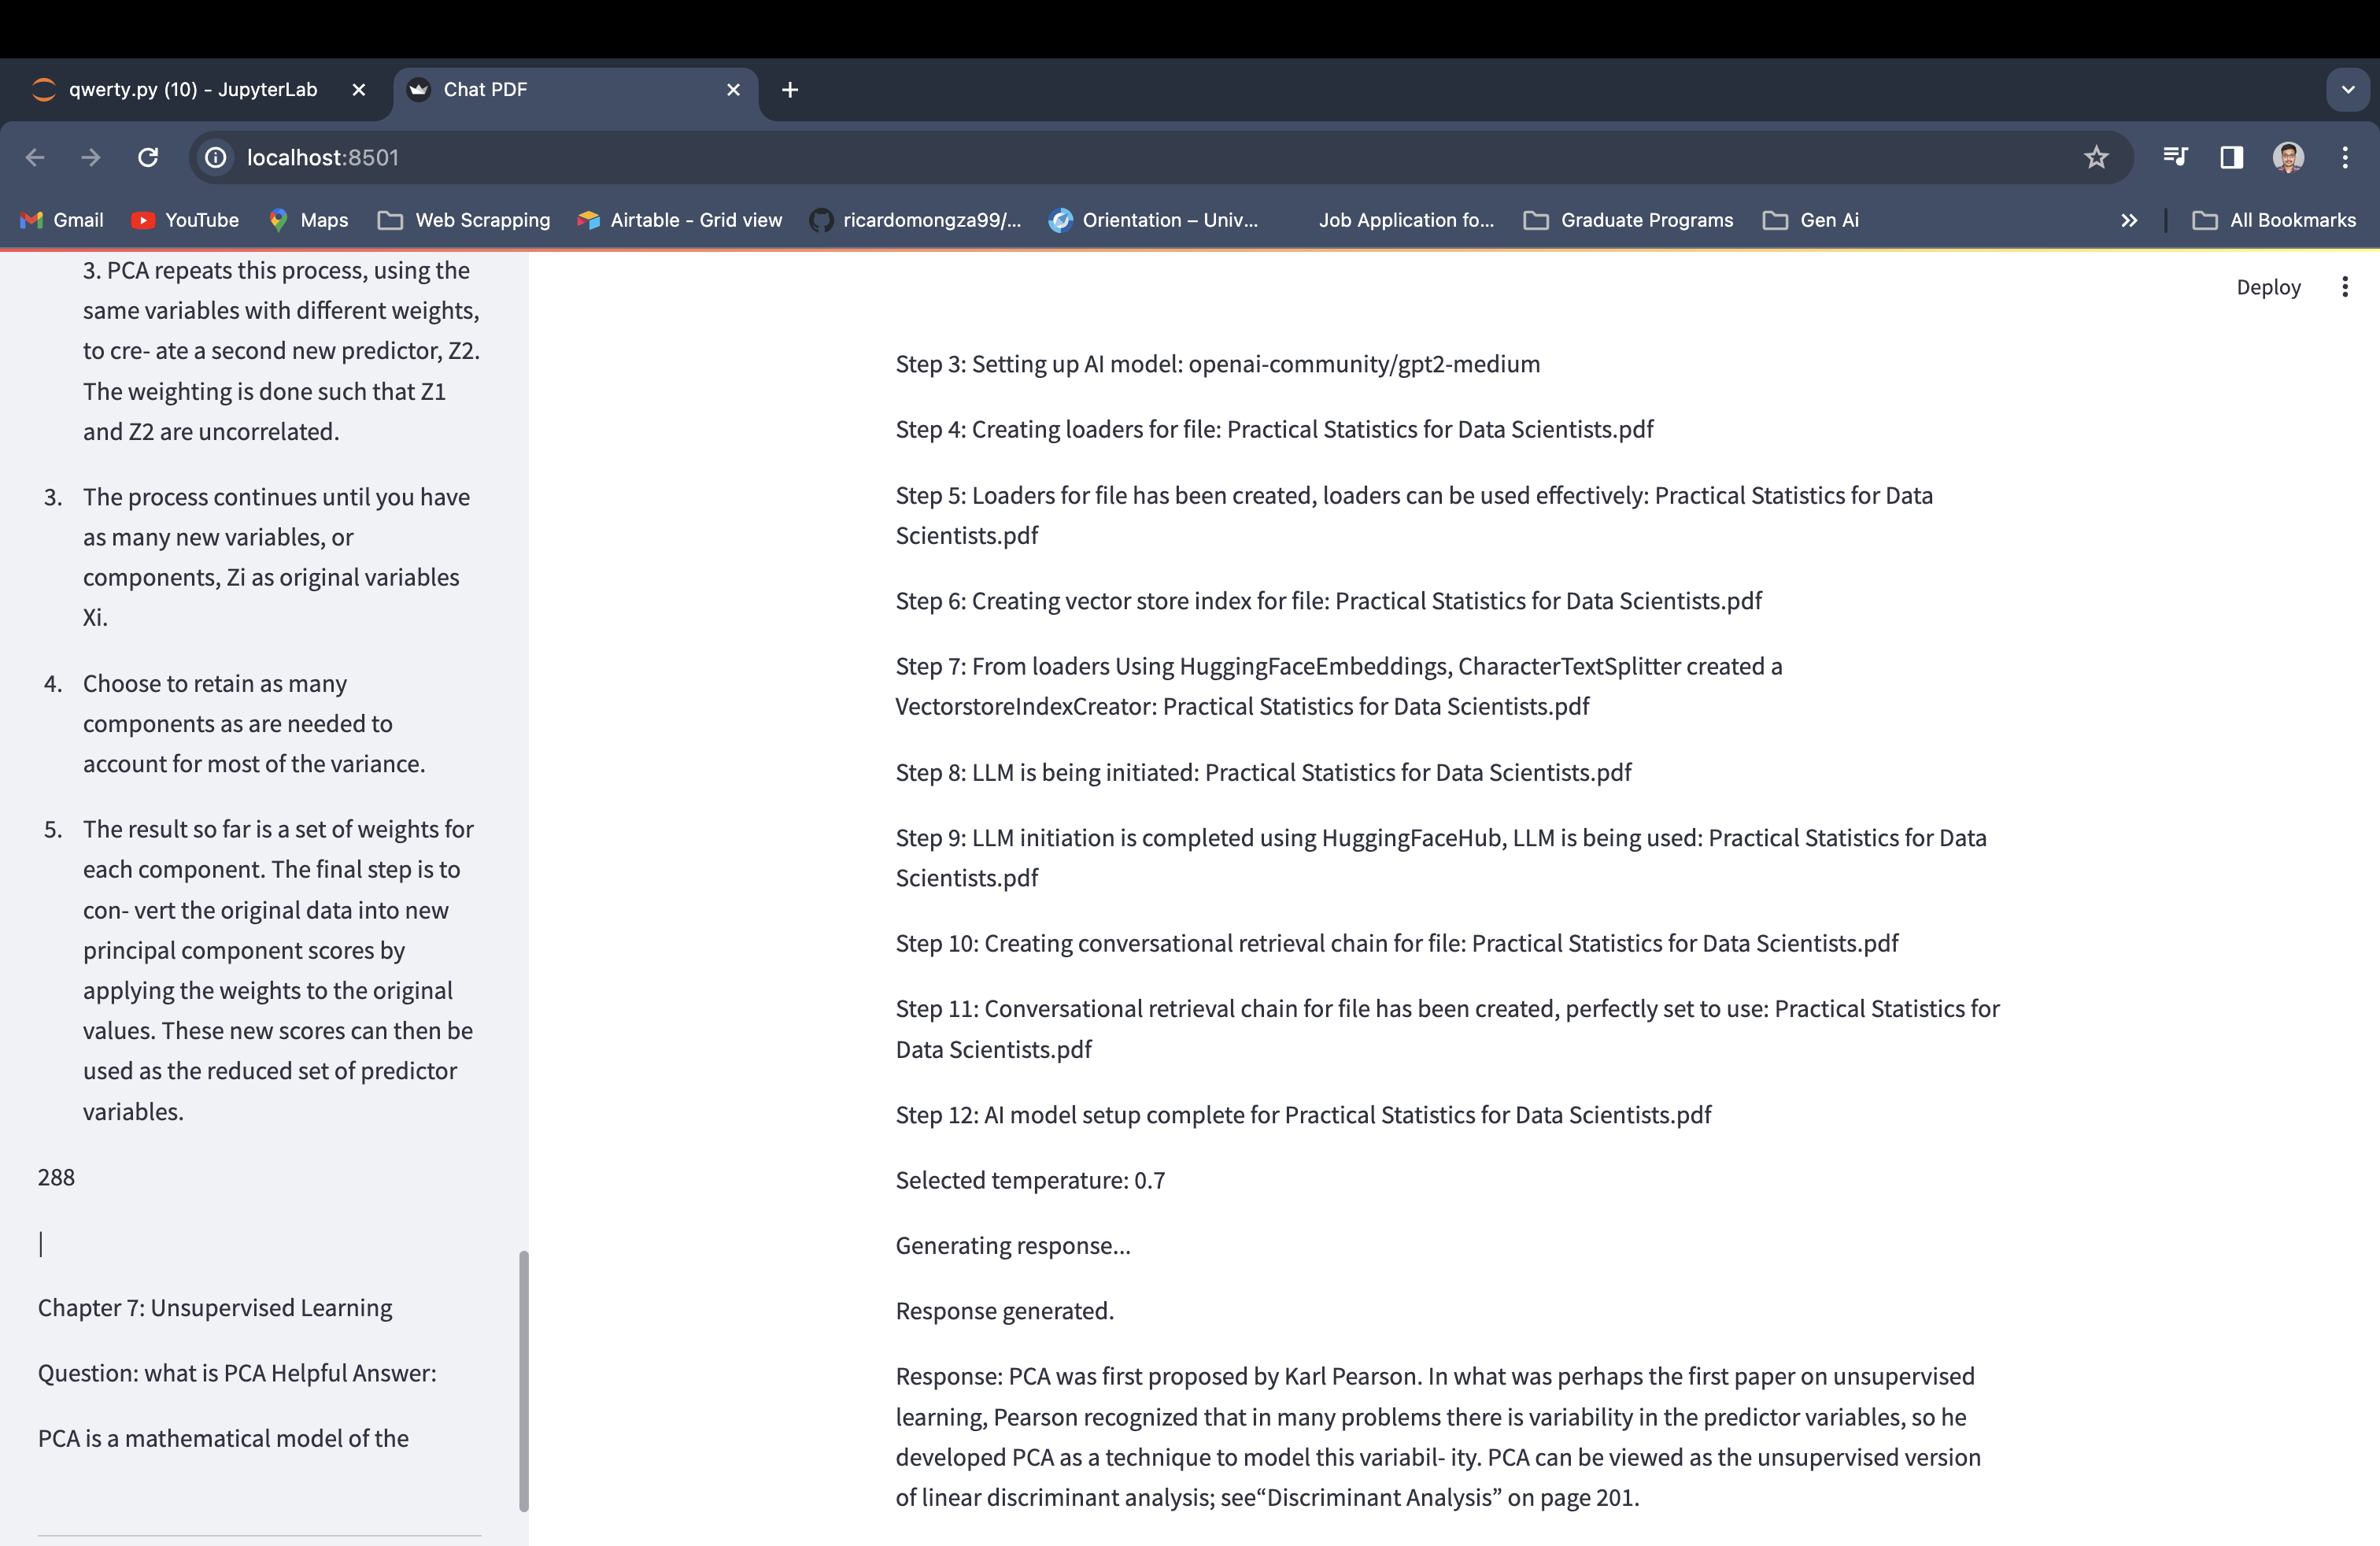 qwerty.py (10) - JupyterLab
Chat PDF
localhost:8501
Gmail
YouTube
Maps
Web Scrapping
Airtable - Grid view
ricardomongza99/...
Orientation – Univ...
Job Application fo...
Graduate Programs
Gen Ai
All Bookmarks
3. PCA repeats this process, using the
same variables with different weights,
to cre- ate a second new predictor, Z2.
The weighting is done such that Z1
and Z2 are uncorrelated.
3. The process continues until you have
as many new variables, or
components, Zi as original variables
Xi.
4. Choose to retain as many
components as are needed to
account for most of the variance.
5. The result so far is a set of weights for
each component. The final step is to
con- vert the original data into new
principal component scores by
applying the weights to the original
values. These new scores can then be
used as the reduced set of predictor
variables.
288
|
Chapter 7: Unsupervised Learning
Question: what is PCA Helpful Answer:
PCA is a mathematical model of the
Deploy
Step 3: Setting up AI model: openai-community/gpt2-medium
Step 4: Creating loaders for file: Practical Statistics for Data Scientists.pdf
Step 5: Loaders for file has been created, loaders can be used effectively: Practical Statistics for Data
Scientists.pdf
Step 6: Creating vector store index for file: Practical Statistics for Data Scientists.pdf
Step 7: From loaders Using HuggingFaceEmbeddings, CharacterTextSplitter created a
VectorstoreIndexCreator: Practical Statistics for Data Scientists.pdf
Step 8: LLM is being initiated: Practical Statistics for Data Scientists.pdf
Step 9: LLM initiation is completed using HuggingFaceHub, LLM is being used: Practical Statistics for Data
Scientists.pdf
Step 10: Creating conversational retrieval chain for file: Practical Statistics for Data Scientists.pdf
Step 11: Conversational retrieval chain for file has been created, perfectly set to use: Practical Statistics for
Data Scientists.pdf
Step 12: AI model setup complete for Practical Statistics for Data Scientists.pdf
Selected temperature: 0.7
Generating response...
Response generated.
Response: PCA was first proposed by Karl Pearson. In what was perhaps the first paper on unsupervised
learning, Pearson recognized that in many problems there is variability in the predictor variables, so he
developed PCA as a technique to model this variabil- ity. PCA can be viewed as the unsupervised version
of linear discriminant analysis; see“Discriminant Analysis” on page 201.